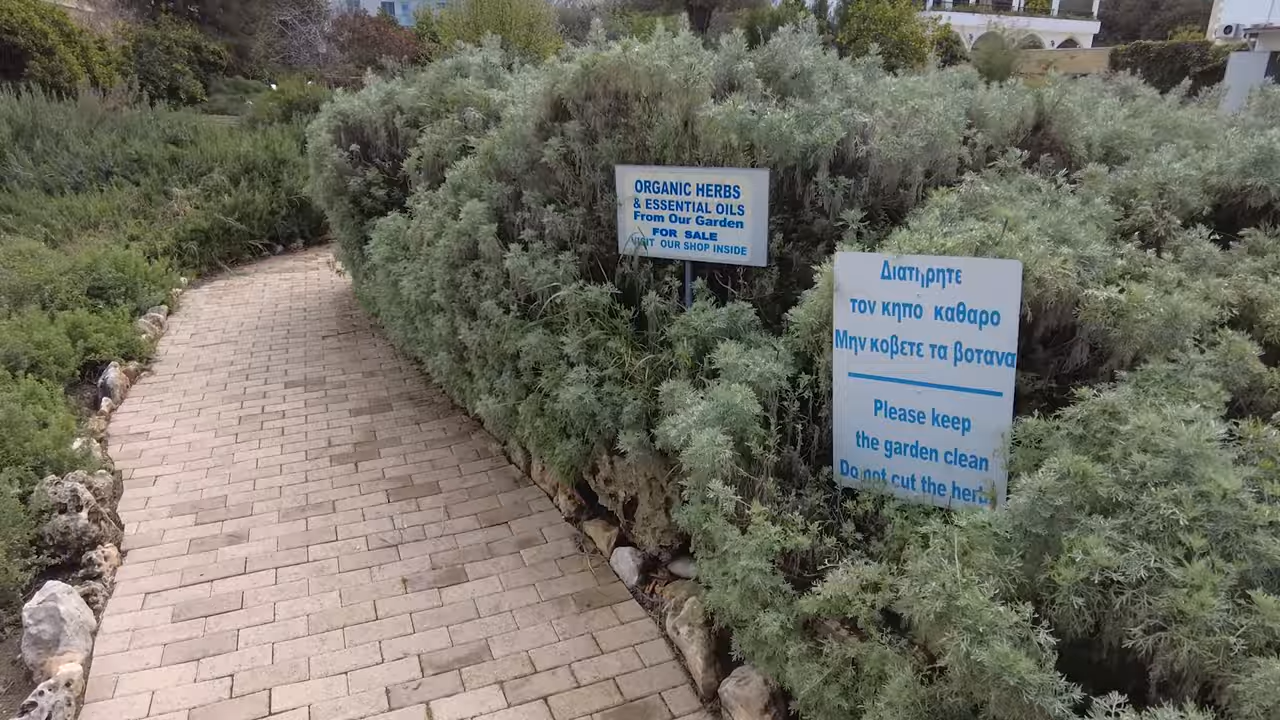 ORGANIC HERBS
& ESSENTIAL OILS
From Our Garden
FOR SALE
VISIT OUR SHOP INSIDE
Διατηρητε
τον κηπο καθαρο
Μην κοβετε τα βοτανα
Please keep
the garden clean
Do not cut the herbs